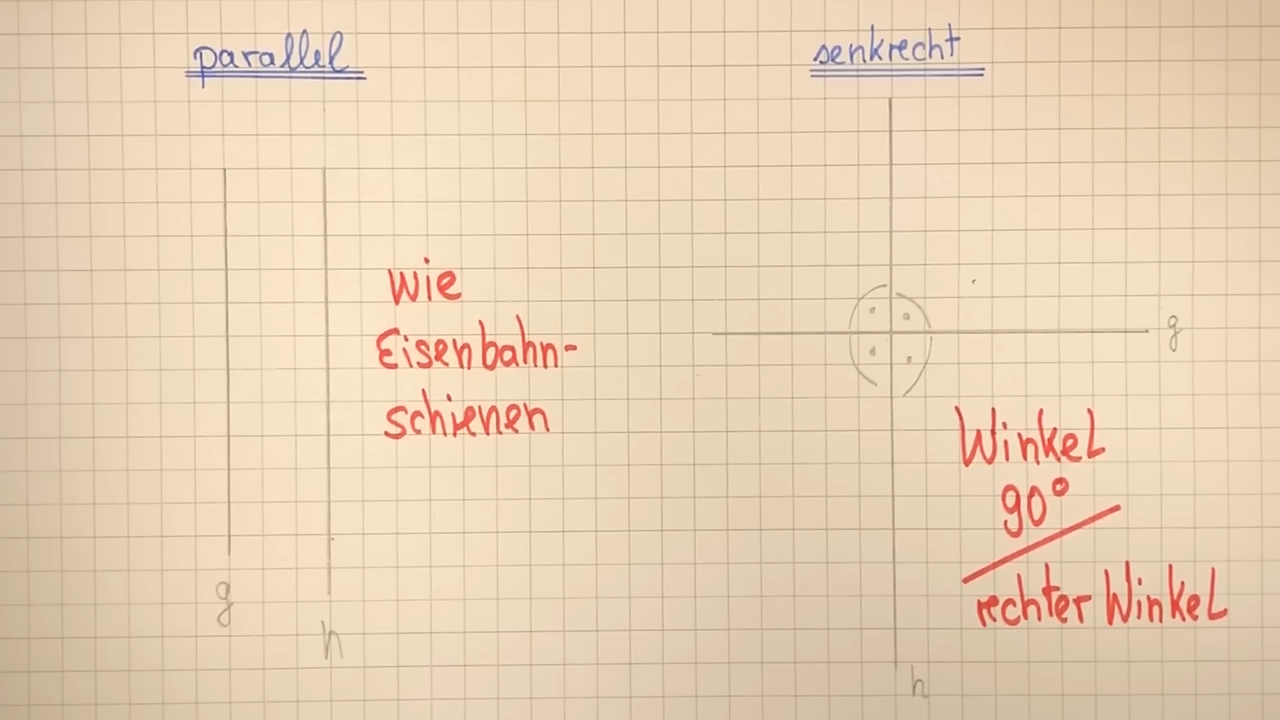 parallel
senkrecht
wie
Eisenbahn-
schienen
g
h
g
Winkel
90°
rechter Winkel
h